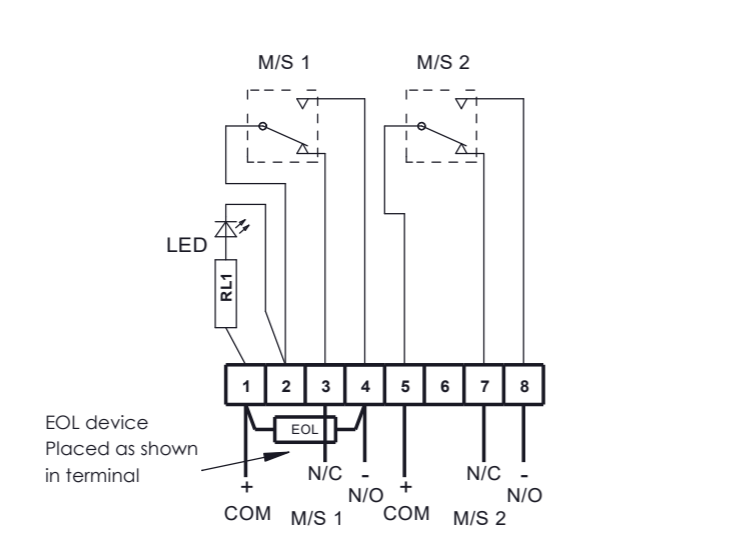 M/S 1 M/S 2
LED
RL1
1 2 3 4 5 6 7 8
EOL device
Placed as shown
in terminal
EOL
N/C - N/C -
+ N/O + N/O
COM M/S 1 COM M/S 2